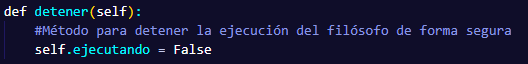 def detener(self):
    #Método para detener la ejecución del filósofo de forma segura
    self.ejecutando = False